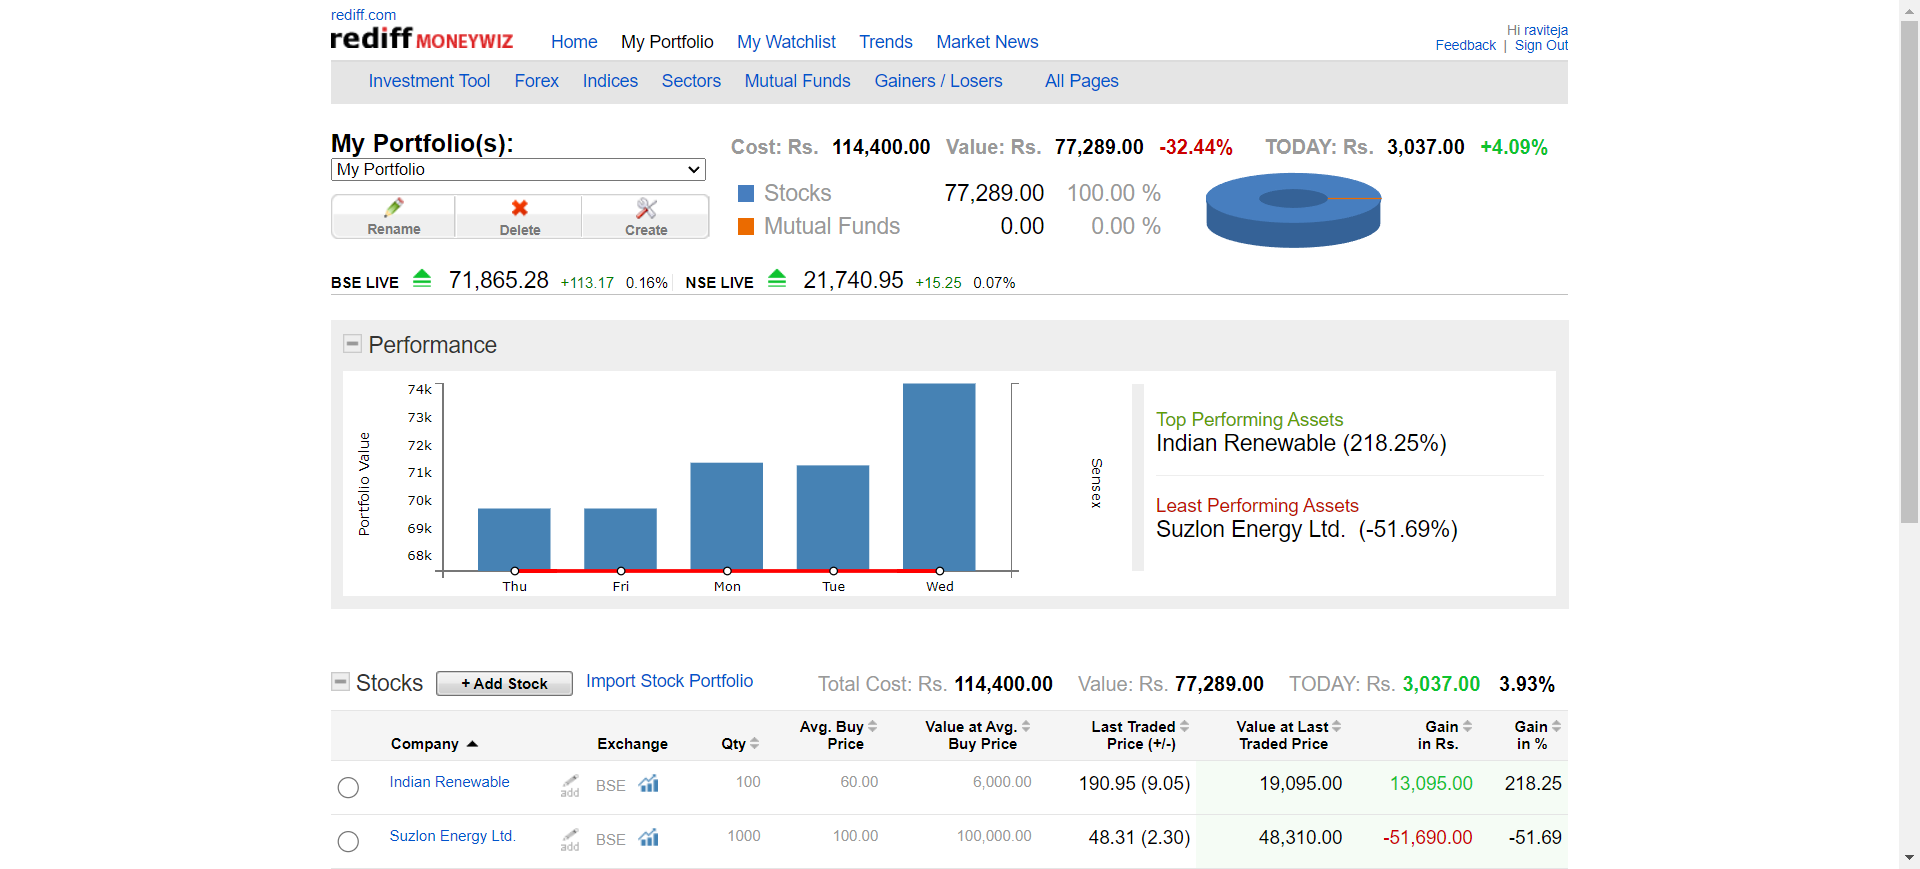 rediff.com
rediff MONEYWIZ Home My Portfolio My Watchlist Trends Market News
Hi raviteja
Feedback | Sign Out
Investment Tool Forex Indices Sectors Mutual Funds Gainers / Losers All Pages
My Portfolio(s):
My Portfolio
Rename Delete Create
Cost: Rs. 114,400.00 Value: Rs. 77,289.00 -32.44% TODAY: Rs. 3,037.00 +4.09%
Stocks 77,289.00 100.00 %
Mutual Funds 0.00 0.00 %
BSE LIVE 71,865.28 +113.17 0.16% NSE LIVE 21,740.95 +15.25 0.07%
Performance
Portfolio Value
74k
73k
72k
71k
70k
69k
68k
Thu Fri Mon Tue Wed
Sensex
Top Performing Assets
Indian Renewable (218.25%)
Least Performing Assets
Suzlon Energy Ltd. (-51.69%)
Stocks + Add Stock Import Stock Portfolio Total Cost: Rs. 114,400.00 Value: Rs. 77,289.00 TODAY: Rs. 3,037.00 3.93%
Company Exchange Qty Avg. Buy Price Value at Avg. Buy Price Last Traded Price (+/-) Value at Last Traded Price Gain in Rs. Gain in %
Indian Renewable add BSE 100 60.00 6,000.00 190.95 (9.05) 19,095.00 13,095.00 218.25
Suzlon Energy Ltd. add BSE 1000 100.00 100,000.00 48.31 (2.30) 48,310.00 -51,690.00 -51.69